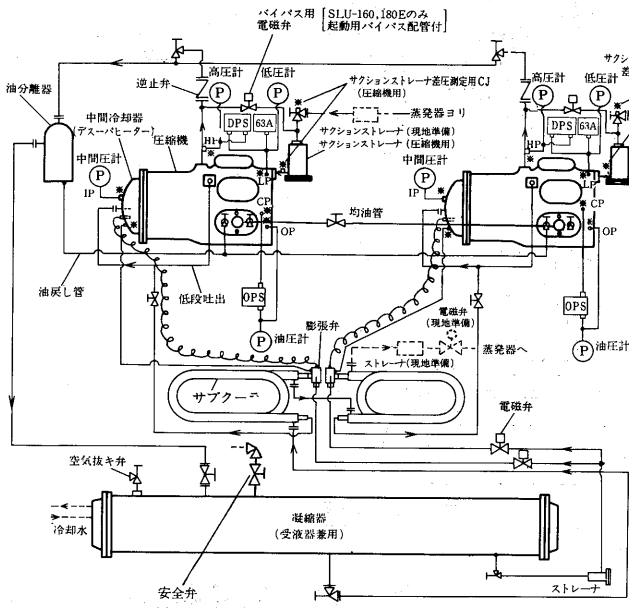 バイパス用
電磁弁
SLU-160,180Eのみ
起動用バイパス配管付
油分離器
逆止弁
高圧計
低圧計
P
P
サクションストレーナ差圧測定用CJ
(圧縮機用)
蒸発器ヨリ
サクションストレーナ(現地準備)
サクションストレーナ(圧縮機用)
中間冷却器
(デスーパヒーター)
圧縮機
DPS
63A
HP
LP
CP
OP
中間圧計
P
IP
高圧計
低圧計
P
P
サクシ
差
DPS
63A
HP
LP
CP
OP
中間圧計
P
IP
均油管
油戻し管
低段吐出
OPS
P
油圧計
OPS
P
油圧計
膨張弁
電磁弁
(現地準備)
ストレーナ(現地準備)
蒸発器へ
サブクーラ
電磁弁
空気抜キ弁
冷却水
凝縮器
(受液器兼用)
安全弁
ストレーナ